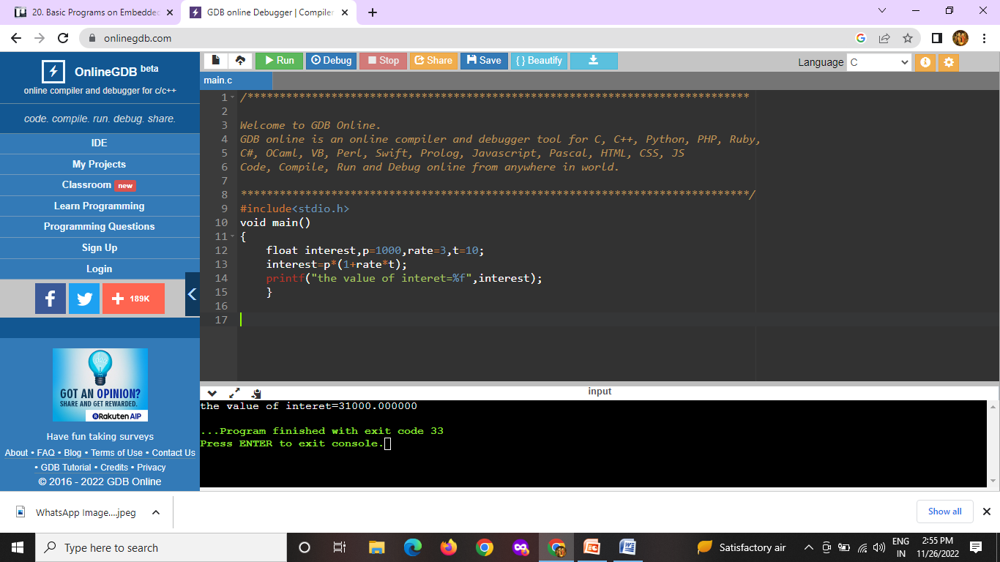 20. Basic Programs on Embedded
GDB online Debugger | Compiler
onlinegdb.com
OnlineGDB beta
online compiler and debugger for c/c++
code. compile. run. debug. share.
IDE
My Projects
Classroom new
Learn Programming
Programming Questions
Sign Up
Login
f
+ 189K
GOT AN OPINION?
SHARE AND GET REWARDED.
Rakuten AIP
Have fun taking surveys
About • FAQ • Blog • Terms of Use • Contact Us
• GDB Tutorial • Credits • Privacy
© 2016 - 2022 GDB Online
Run Debug Stop Share Save { } Beautify
Language C
main.c
1 /******************************************************************************
2
3 Welcome to GDB Online.
4 GDB online is an online compiler and debugger tool for C, C++, Python, PHP, Ruby,
5 C#, OCaml, VB, Perl, Swift, Prolog, Javascript, Pascal, HTML, CSS, JS
6 Code, Compile, Run and Debug online from anywhere in world.
7
8 *******************************************************************************/
9 #include<stdio.h>
10 void main()
11 {
12 float interest,p=1000,rate=3,t=10;
13 interest=p*(1+rate*t);
14 printf("the value of interet=%f",interest);
15 }
16
17
input
the value of interet=31000.000000
...Program finished with exit code 33
Press ENTER to exit console.
WhatsApp Image....jpeg
Show all
Type here to search
Satisfactory air
ENG
IN
2:55 PM
11/26/2022